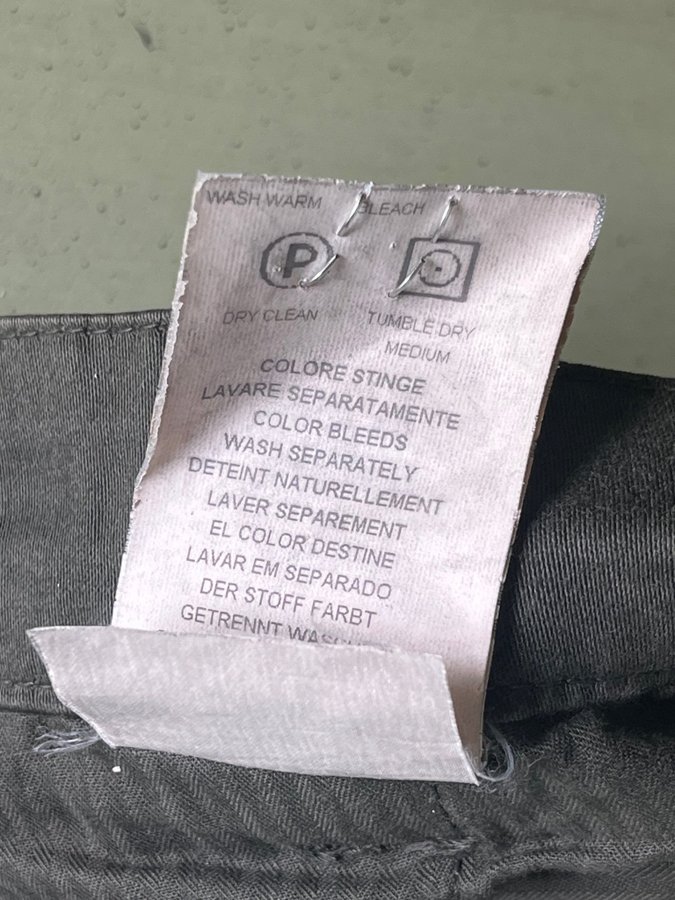 WASH WARM BLEACH
P
DRY CLEAN TUMBLE DRY
MEDIUM
COLORE STINGE
LAVARE SEPARATAMENTE
COLOR BLEEDS
WASH SEPARATELY
DETEINT NATURELLEMENT
LAVER SEPAREMENT
EL COLOR DESTINE
LAVAR EM SEPARADO
DER STOFF FARBT
GETRENNT